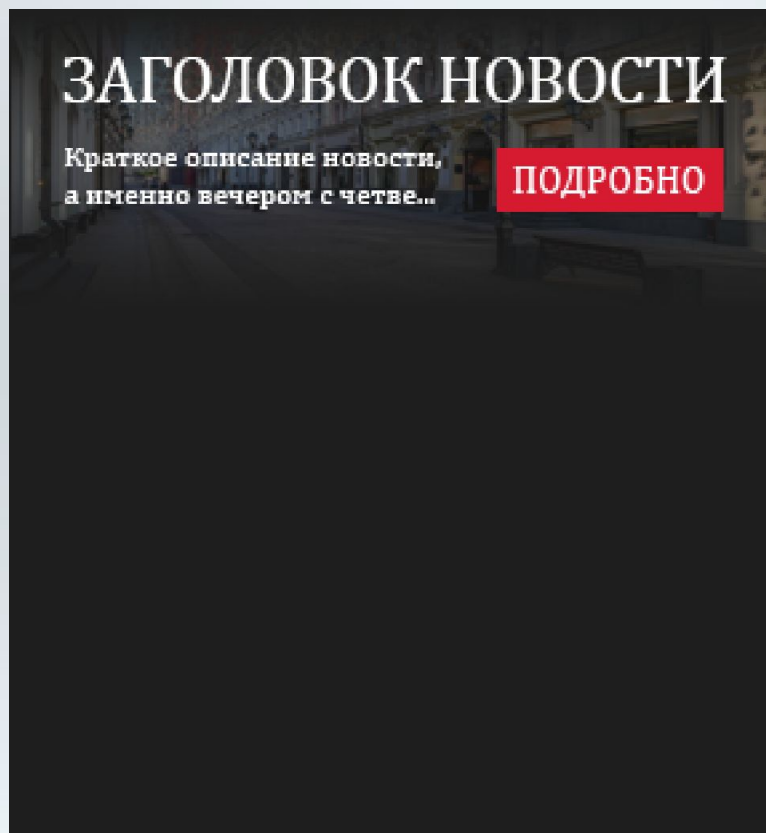 ЗАГОЛОВОК НОВОСТИ
Краткое описание новости,
а именно вечером с четве...
ПОДРОБНО